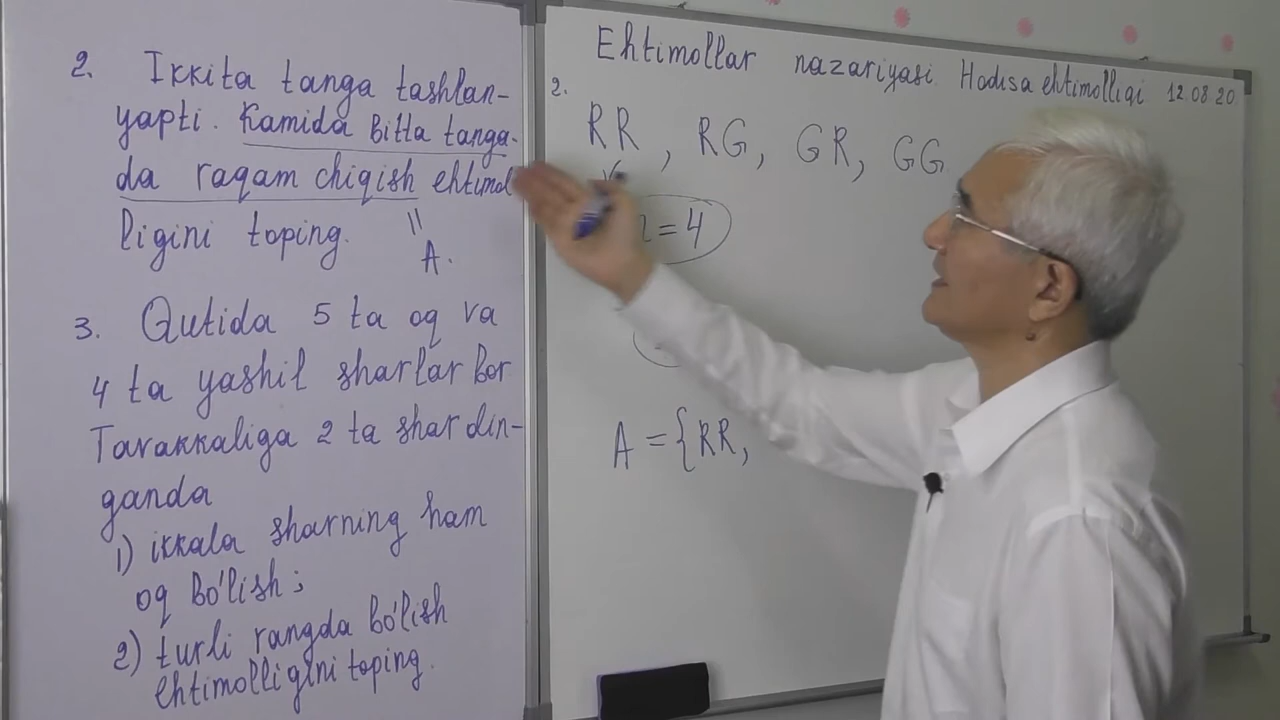 2. Ikkita tanga tashlan-
yapti. Kamida bitta tanga-
da raqam chiqish ehtimol
ligini toping.
"
A.
3. Qutida 5 ta oq va
4 ta yashil sharlar bor
Tavakkaliga 2 ta shar olin-
ganda
1) ikkala sharning ham
oq bo'lish;
2) turli rangda bo'lish
ehtimolligini toping.
Ehtimollar nazariyasi. Hodisa ehtimolligi 12.08.20
2.
RR, RG, GR, GG
= 4
A = {RR,